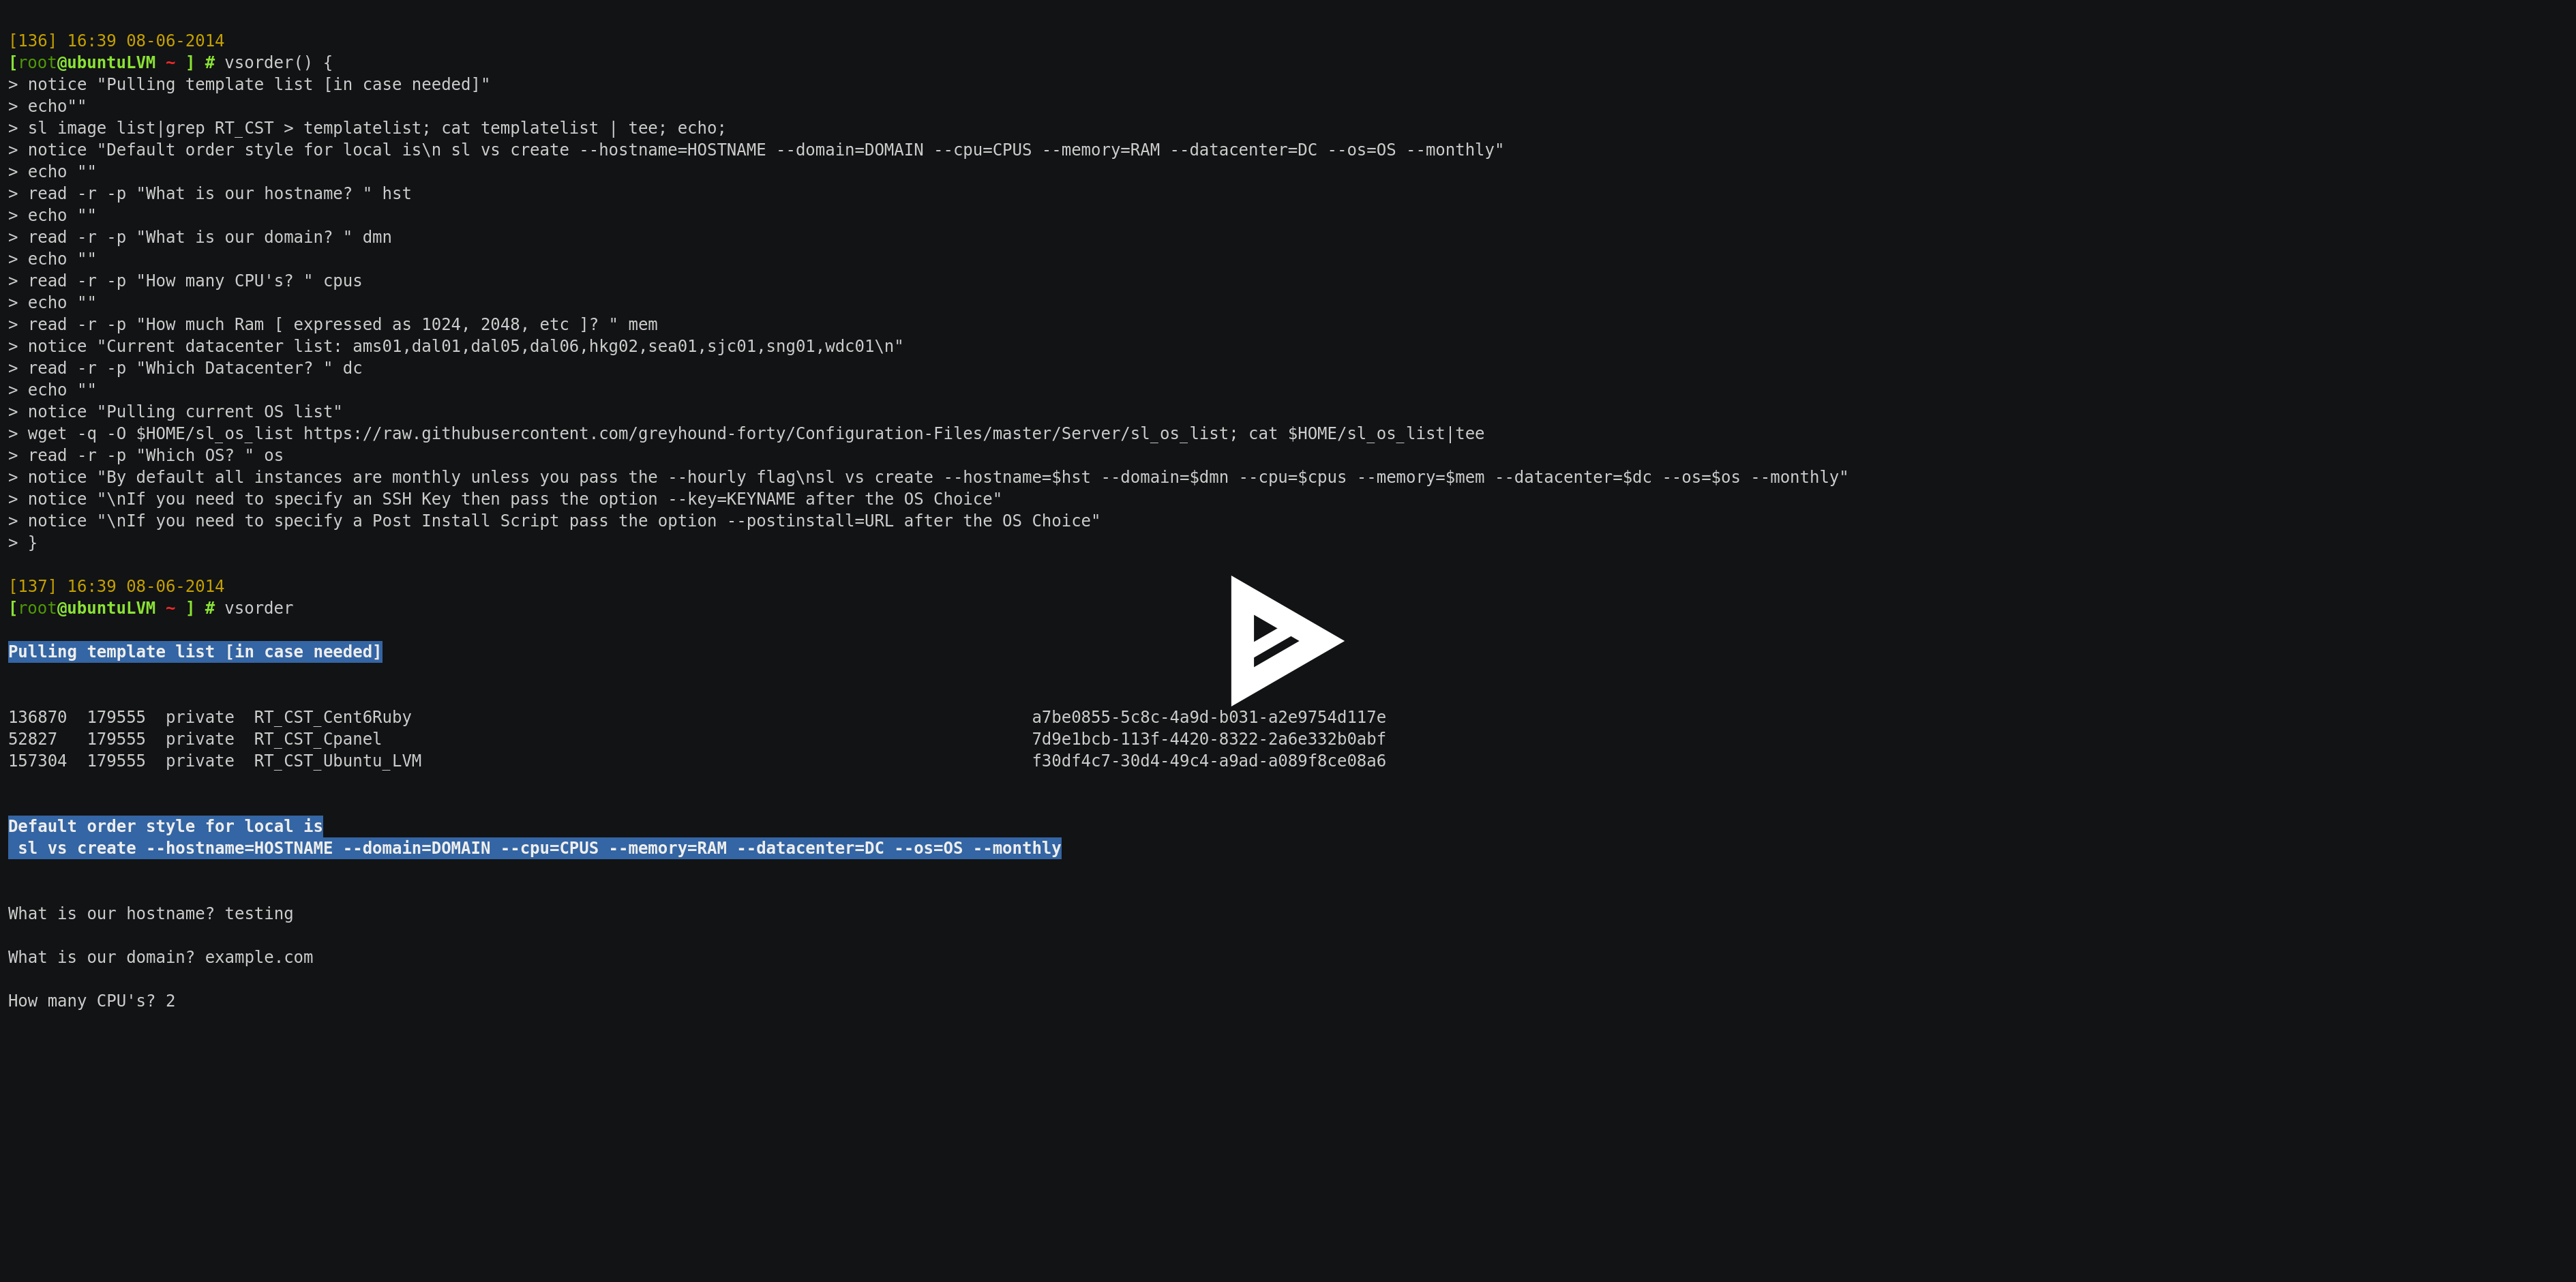 [136] 16:39 08-06-2014
[root@ubuntuLVM ~ ] # vsorder() {
> notice "Pulling template list [in case needed]"
> echo""
> sl image list|grep RT_CST > templatelist; cat templatelist | tee; echo;
> notice "Default order style for local is\n sl vs create --hostname=HOSTNAME --domain=DOMAIN --cpu=CPUS --memory=RAM --datacenter=DC --os=OS --monthly"
> echo ""
> read -r -p "What is our hostname? " hst
> echo ""
> read -r -p "What is our domain? " dmn
> echo ""
> read -r -p "How many CPU's? " cpus
> echo ""
> read -r -p "How much Ram [ expressed as 1024, 2048, etc ]? " mem
> notice "Current datacenter list: ams01,dal01,dal05,dal06,hkg02,sea01,sjc01,sng01,wdc01\n"
> read -r -p "Which Datacenter? " dc
> echo ""
> notice "Pulling current OS list"
> wget -q -O $HOME/sl_os_list https://raw.githubusercontent.com/greyhound-forty/Configuration-Files/master/Server/sl_os_list; cat $HOME/sl_os_list|tee
> read -r -p "Which OS? " os
> notice "By default all instances are monthly unless you pass the --hourly flag\nsl vs create --hostname=$hst --domain=$dmn --cpu=$cpus --memory=$mem --datacenter=$dc --os=$os --monthly"
> notice "\nIf you need to specify an SSH Key then pass the option --key=KEYNAME after the OS Choice"
> notice "\nIf you need to specify a Post Install Script pass the option --postinstall=URL after the OS Choice"
> }
[137] 16:39 08-06-2014
[root@ubuntuLVM ~ ] # vsorder
Pulling template list [in case needed]
136870  179555  private  RT_CST_Cent6Ruby  a7be0855-5c8c-4a9d-b031-a2e9754d117e
52827   179555  private  RT_CST_Cpanel  7d9e1bcb-113f-4420-8322-2a6e332b0abf
157304  179555  private  RT_CST_Ubuntu_LVM  f30df4c7-30d4-49c4-a9ad-a089f8ce08a6
Default order style for local is
 sl vs create --hostname=HOSTNAME --domain=DOMAIN --cpu=CPUS --memory=RAM --datacenter=DC --os=OS --monthly
What is our hostname? testing
What is our domain? example.com
How many CPU's? 2